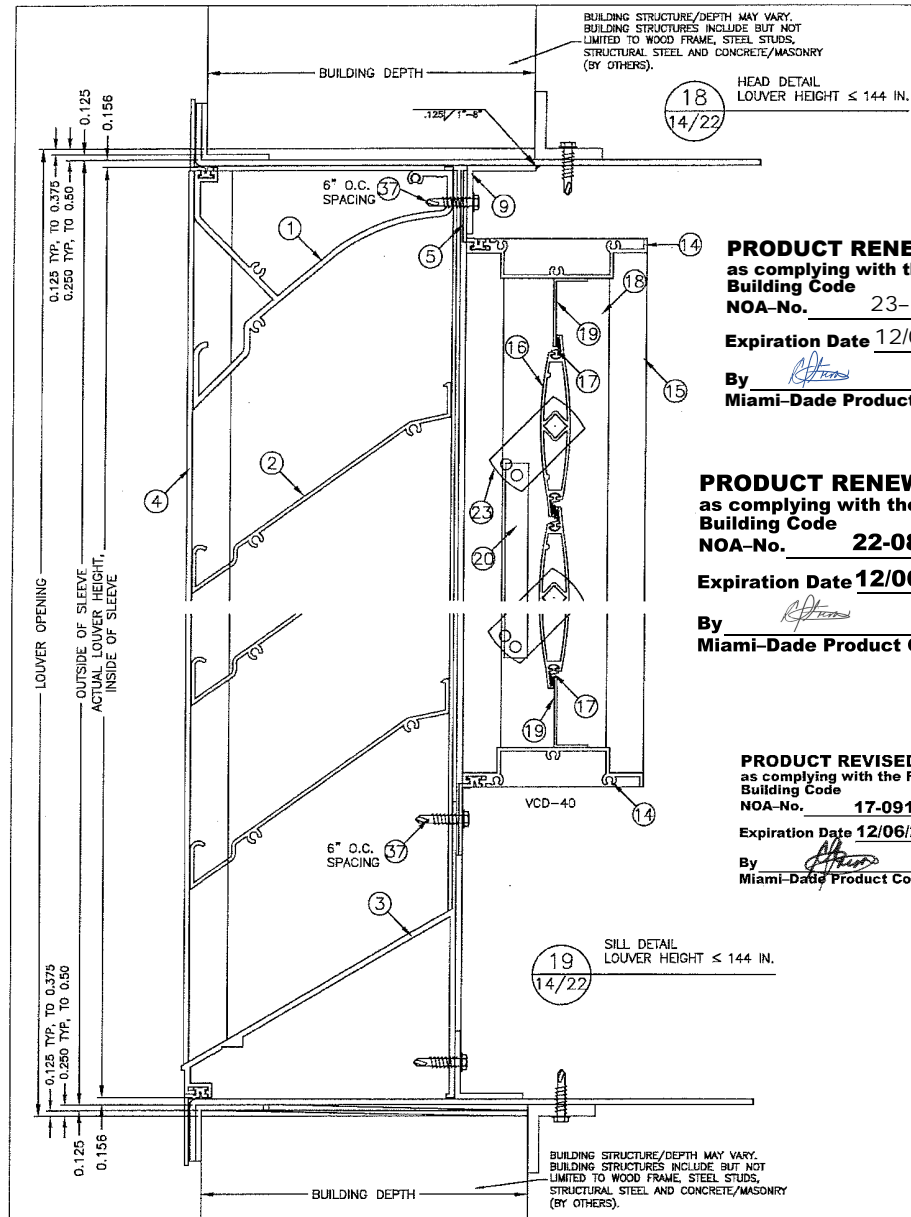 BUILDING STRUCTURE/DEPTH MAY VARY.
BUILDING STRUCTURES INCLUDE BUT NOT
LIMITED TO WOOD FRAME, STEEL STUDS,
STRUCTURAL STEEL AND CONCRETE/MASONRY
(BY OTHERS).
BUILDING DEPTH
18
14/22
HEAD DETAIL
LOUVER HEIGHT ≤ 144 IN.
.125 1"-8"
0.125
0.156
0.125 TYP, TO 0.375
0.250 TYP, TO 0.50
6" O.C.
SPACING
37
9
1
5
14
18
19
16
17
15
2
4
23
20
LOUVER OPENING
OUTSIDE OF SLEEVE
ACTUAL LOUVER HEIGHT,
INSIDE OF SLEEVE
17
19
VCD-40
14
6" O.C.
SPACING
37
3
PRODUCT RENE
as complying with th
Building Code
NOA-No. 23-
Expiration Date 12/0
By
Miami-Dade Product
PRODUCT RENEW
as complying with the
Building Code
NOA-No. 22-08
Expiration Date 12/06
By
Miami-Dade Product C
PRODUCT REVISED
as complying with the F
Building Code
NOA-No. 17-091
Expiration Date 12/06/
By
Miami-Dade Product Co
19
14/22
SILL DETAIL
LOUVER HEIGHT ≤ 144 IN.
0.125 TYP, TO 0.375
0.250 TYP, TO 0.50
0.125
0.156
BUILDING STRUCTURE/DEPTH MAY VARY.
BUILDING STRUCTURES INCLUDE BUT NOT
LIMITED TO WOOD FRAME, STEEL STUDS,
STRUCTURAL STEEL AND CONCRETE/MASONRY
(BY OTHERS).
BUILDING DEPTH